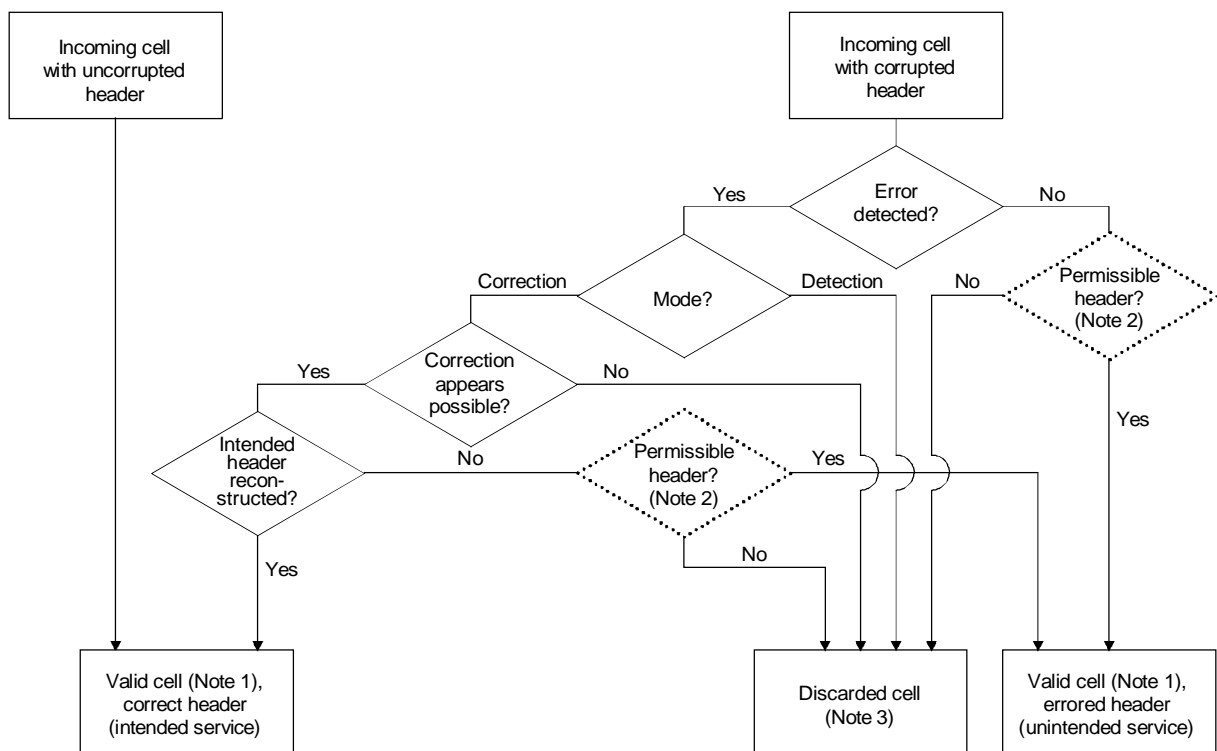 Incoming cell
with uncorrupted
header
Incoming cell
with corrupted
header
Yes
Error
detected?
No
Correction
Mode?
Detection
No
Permissible
header?
(Note 2)
Yes
Correction
appears
possible?
No
Yes
Intended
header
recon-
structed?
No
Permissible
header?
(Note 2)
Yes
No
Yes
Valid cell (Note 1),
correct header
(intended service)
Discarded cell
(Note 3)
Valid cell (Note 1),
errored header
(unintended service)